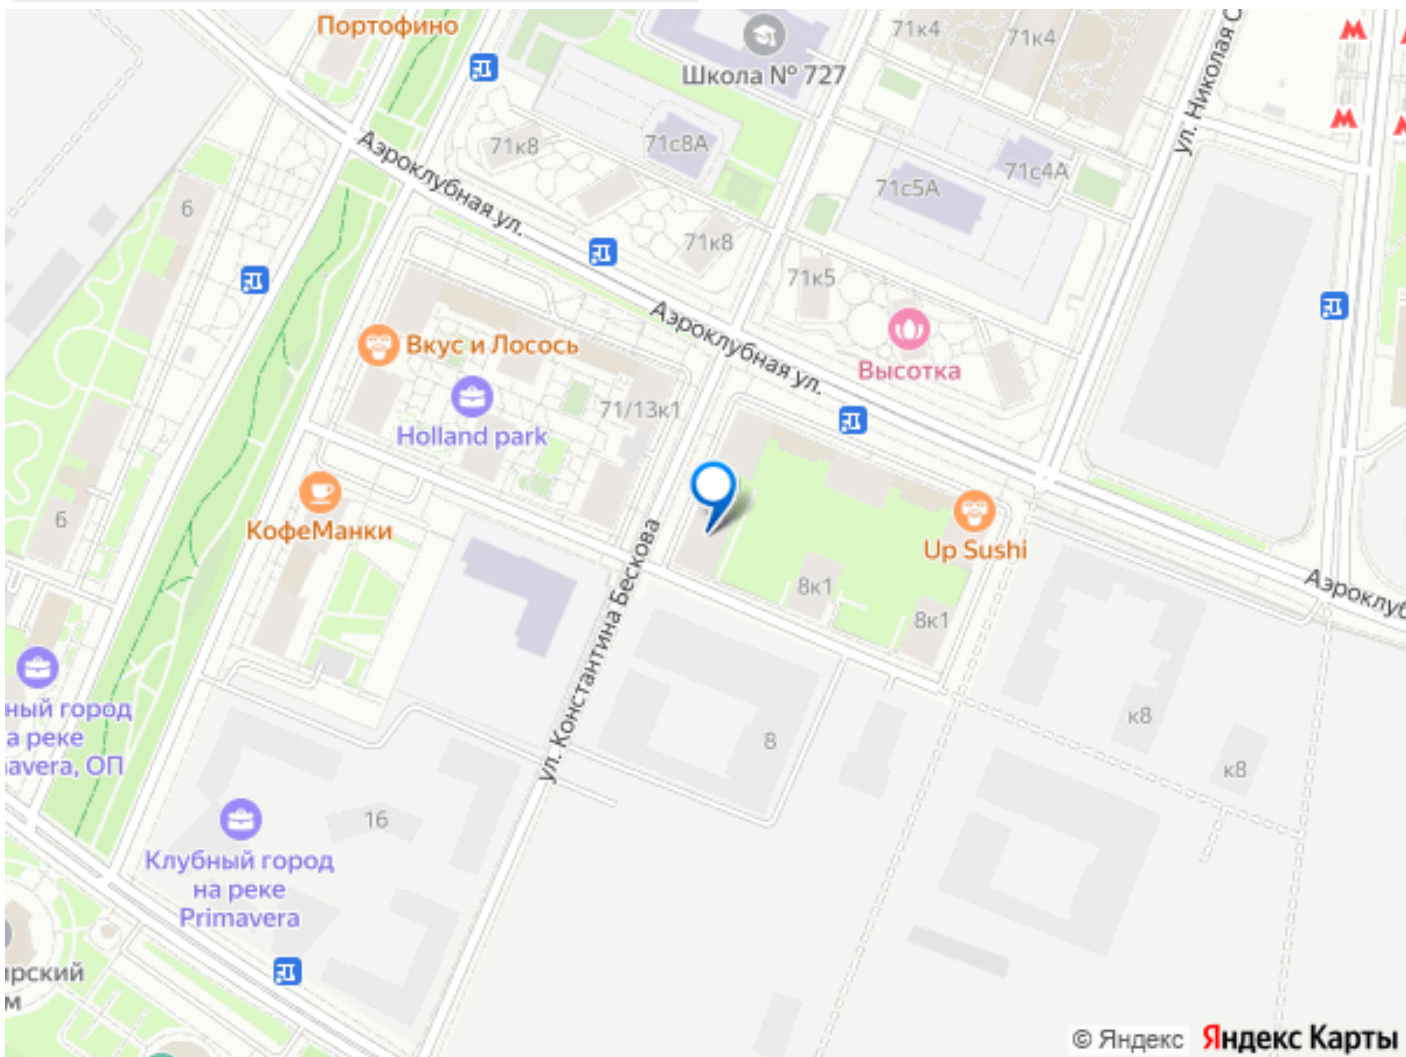 Портофино
Школа № 727
71к4
71к4
ул. Николая С
71к8
71с8А
71с5А
71с4А
Аэроклубная ул.
6
71к8
71к5
Аэроклубная ул.
Высотка
Вкус и Лосось
71/13к1
Holland park
КофеМанки
6
Up Sushi
Аэроклуб
8к1
8к1
ул. Константина Бескова
ный город
а реке
avera, ОП
к8
к8
8
16
Клубный город
на реке
Primavera
ирский
м
© Яндекс Яндекс Карты